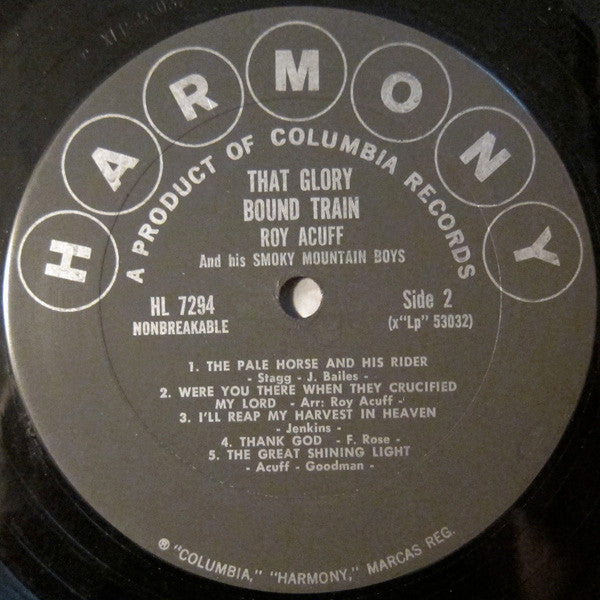 HARMONY
A PRODUCT OF COLUMBIA RECORDS
THAT GLORY
BOUND TRAIN
ROY ACUFF
And his SMOKY MOUNTAIN BOYS
HL 7294
NONBREAKABLE
Side 2
(x"Lp" 53032)
1. THE PALE HORSE AND HIS RIDER
- Stagg - J. Bailes -
2. WERE YOU THERE WHEN THEY CRUCIFIED
MY LORD - Arr: Roy Acuff -
3. I'LL REAP MY HARVEST IN HEAVEN
- Jenkins -
4. THANK GOD - F. Rose -
5. THE GREAT SHINING LIGHT
- Acuff - Goodman -
® "COLUMBIA," "HARMONY," MARCAS REG.